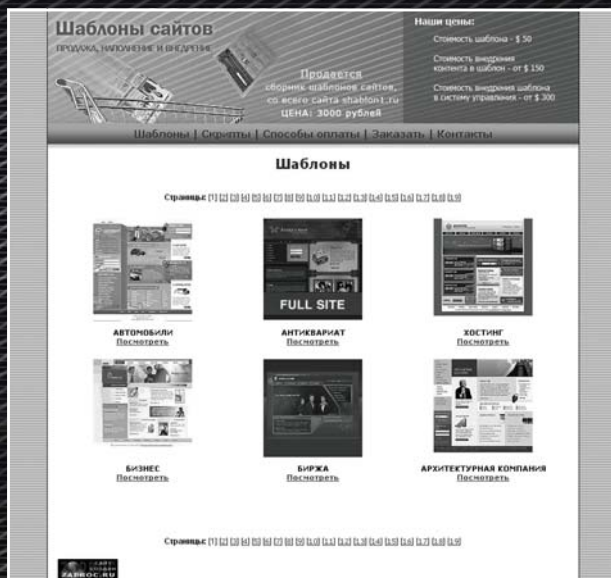 Шаблоны сайтов
ПРОДАЖА, НАПОЛНЕНИЕ И ВНЕДРЕНИЕ
Продается
сборник шаблонов сайтов,
со всего сайта shablon1.ru
ЦЕНА: 3000 рублей
Наши цены:
Стоимость шаблона - $ 50
Стоимость внедрения
контента в шаблон - от $ 150
Стоимость внедрения шаблона
в систему управления - от $ 300
Шаблоны | Скрипты | Способы оплаты | Заказать | Контакты
Шаблоны
Страницы: [1] [2] [3] [4] [5] [6] [7] [8] [9] [10] [11] [12] [13] [14] [15] [16] [17] [18] [19]
FULL SITE
АВТОМОБИЛИ АНТИКВАРИАТ ХОСТИНГ
Посмотреть Посмотреть Посмотреть
БИЗНЕС БИРЖА АРХИТЕКТУРНАЯ КОМПАНИЯ
Посмотреть Посмотреть Посмотреть
Страницы: [1] [2] [3] [4] [5] [6] [7] [8] [9] [10] [11] [12] [13] [14] [15] [16] [17] [18] [19]
САЙТ
СОЗДАН
ZABROC.RU